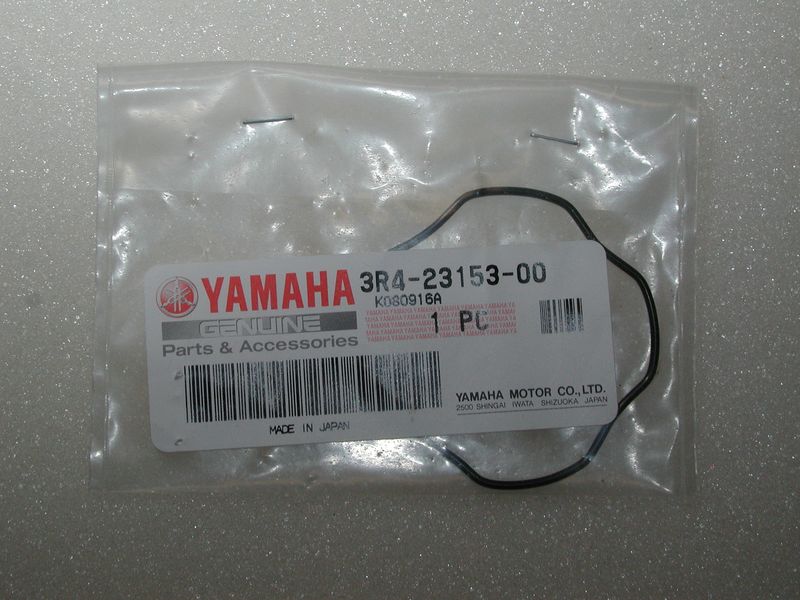 YAMAHA 3R4-23153-00
K080916A
GENUINE
1 PC
Parts & Accessories
YAMAHA MOTOR CO.,LTD.
2500 SHINGAI IWATA SHIZUOKA JAPAN
MADE IN JAPAN